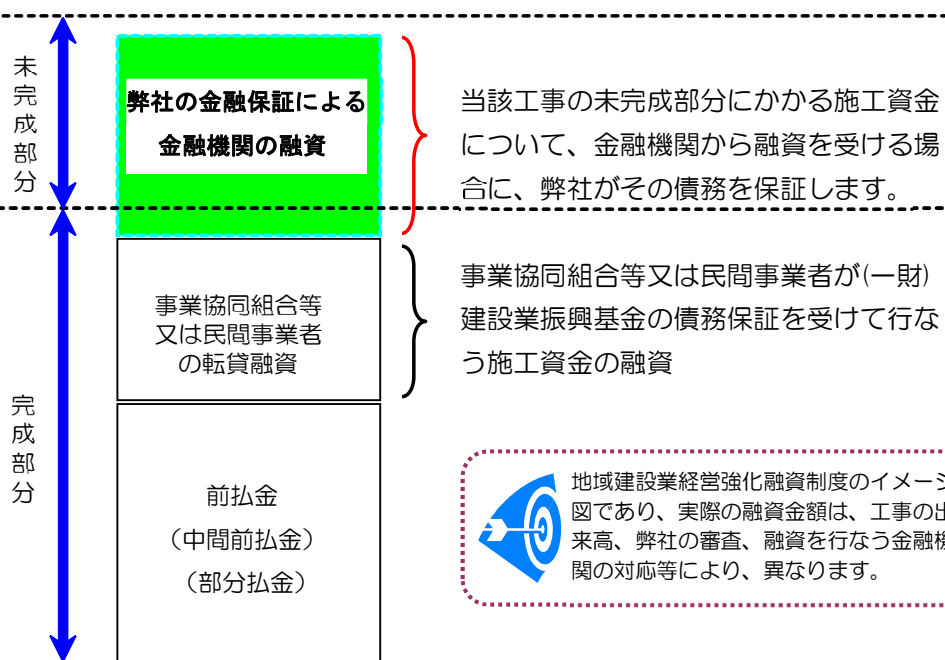 未完成部分
弊社の金融保証による
金融機関の融資
当該工事の未完成部分にかかる施工資金
について、金融機関から融資を受ける場
合に、弊社がその債務を保証します。
事業協同組合等
又は民間事業者
の転貸融資
事業協同組合等又は民間事業者が(一財)
建設業振興基金の債務保証を受けて行な
う施工資金の融資
完成部分
前払金
（中間前払金）
（部分払金）
地域建設業経営強化融資制度のイメージ
図であり、実際の融資金額は、工事の出
来高、弊社の審査、融資を行なう金融機
関の対応等により、異なります。